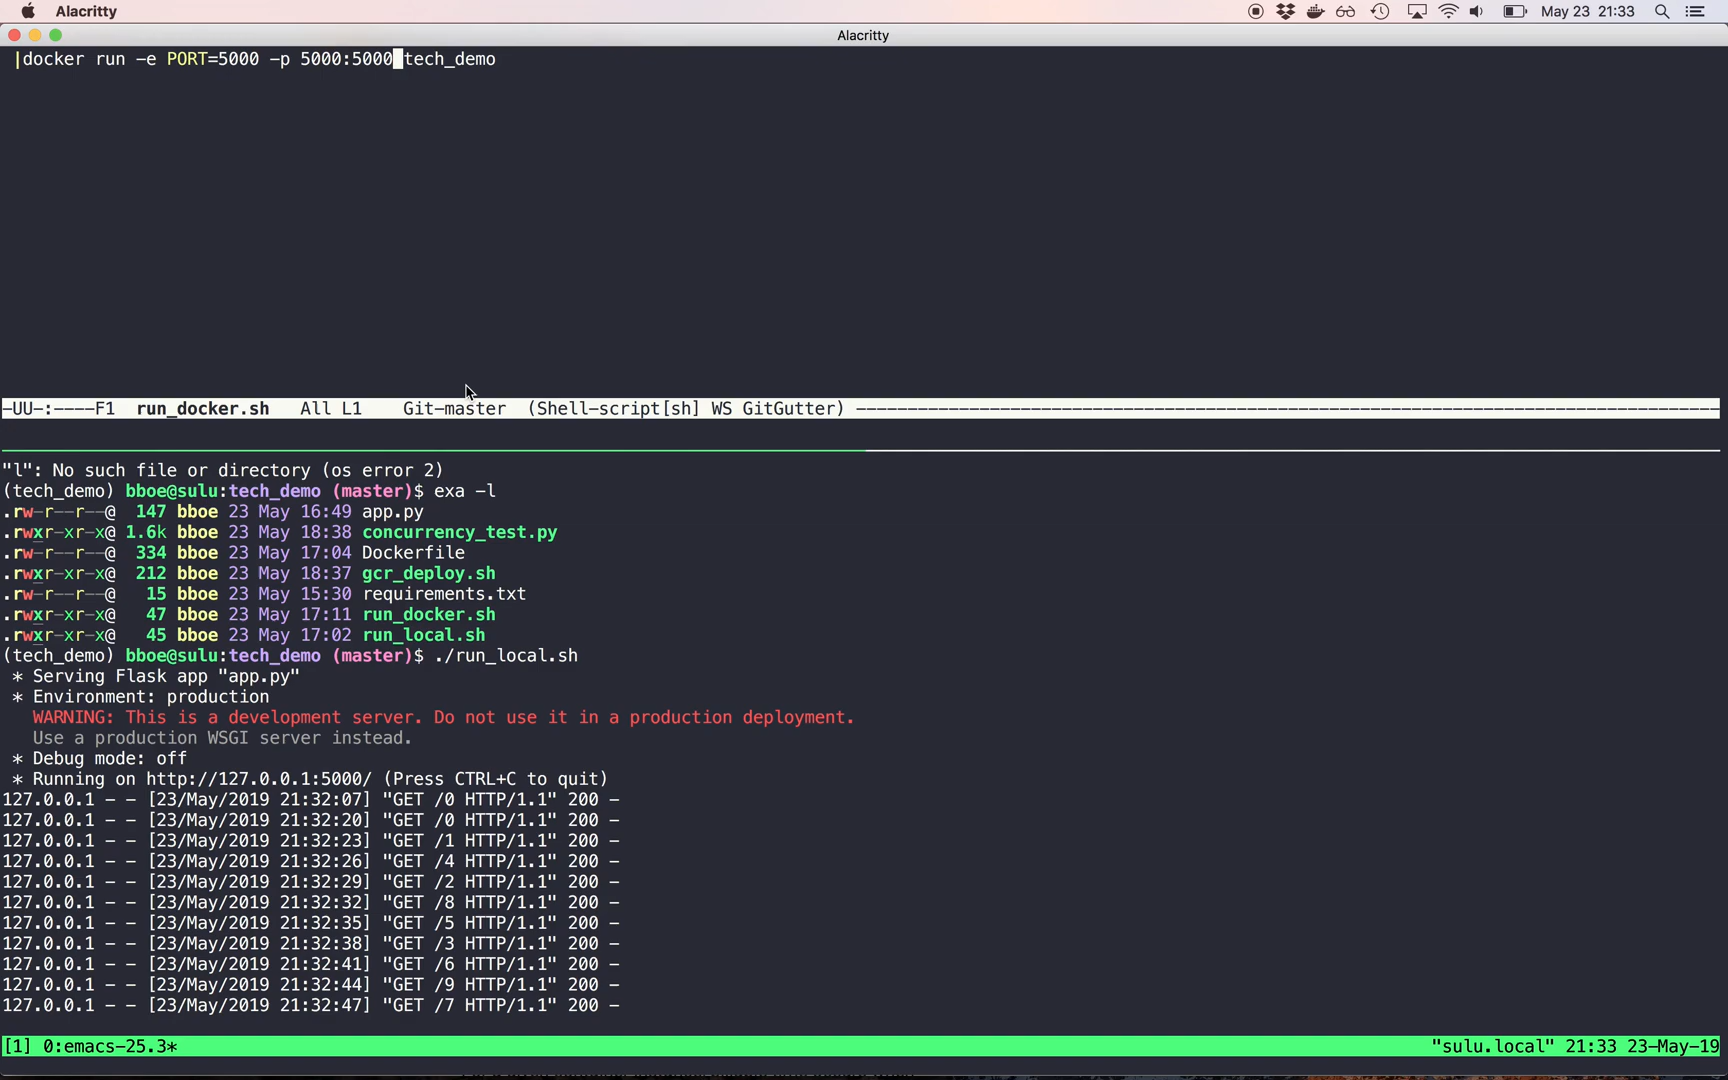 Alacritty
May 23 21:33
Alacritty
docker run -e PORT=5000 -p 5000:5000 tech_demo
-UU-:----F1 run_docker.sh All L1 Git-master (Shell-script[sh] WS GitGutter) ----------------------------------------------------------------------------------
"l": No such file or directory (os error 2)
(tech_demo) bboe@sulu:tech_demo (master)$ exa -l
.rw-r--r--@ 147 bboe 23 May 16:49 app.py
.rwxr-xr-x@ 1.6k bboe 23 May 18:38 concurrency_test.py
.rw-r--r--@ 334 bboe 23 May 17:04 Dockerfile
.rwxr-xr-x@ 212 bboe 23 May 18:37 gcr_deploy.sh
.rw-r--r--@ 15 bboe 23 May 15:30 requirements.txt
.rwxr-xr-x@ 47 bboe 23 May 17:11 run_docker.sh
.rwxr-xr-x@ 45 bboe 23 May 17:02 run_local.sh
(tech_demo) bboe@sulu:tech_demo (master)$ ./run_local.sh
* Serving Flask app "app.py"
* Environment: production
WARNING: This is a development server. Do not use it in a production deployment.
Use a production WSGI server instead.
* Debug mode: off
* Running on http://127.0.0.1:5000/ (Press CTRL+C to quit)
127.0.0.1 - - [23/May/2019 21:32:07] "GET /0 HTTP/1.1" 200 -
127.0.0.1 - - [23/May/2019 21:32:20] "GET /0 HTTP/1.1" 200 -
127.0.0.1 - - [23/May/2019 21:32:23] "GET /1 HTTP/1.1" 200 -
127.0.0.1 - - [23/May/2019 21:32:26] "GET /4 HTTP/1.1" 200 -
127.0.0.1 - - [23/May/2019 21:32:29] "GET /2 HTTP/1.1" 200 -
127.0.0.1 - - [23/May/2019 21:32:32] "GET /8 HTTP/1.1" 200 -
127.0.0.1 - - [23/May/2019 21:32:35] "GET /5 HTTP/1.1" 200 -
127.0.0.1 - - [23/May/2019 21:32:38] "GET /3 HTTP/1.1" 200 -
127.0.0.1 - - [23/May/2019 21:32:41] "GET /6 HTTP/1.1" 200 -
127.0.0.1 - - [23/May/2019 21:32:44] "GET /9 HTTP/1.1" 200 -
127.0.0.1 - - [23/May/2019 21:32:47] "GET /7 HTTP/1.1" 200 -
[1] 0:emacs-25.3* "sulu.local" 21:33 23-May-19